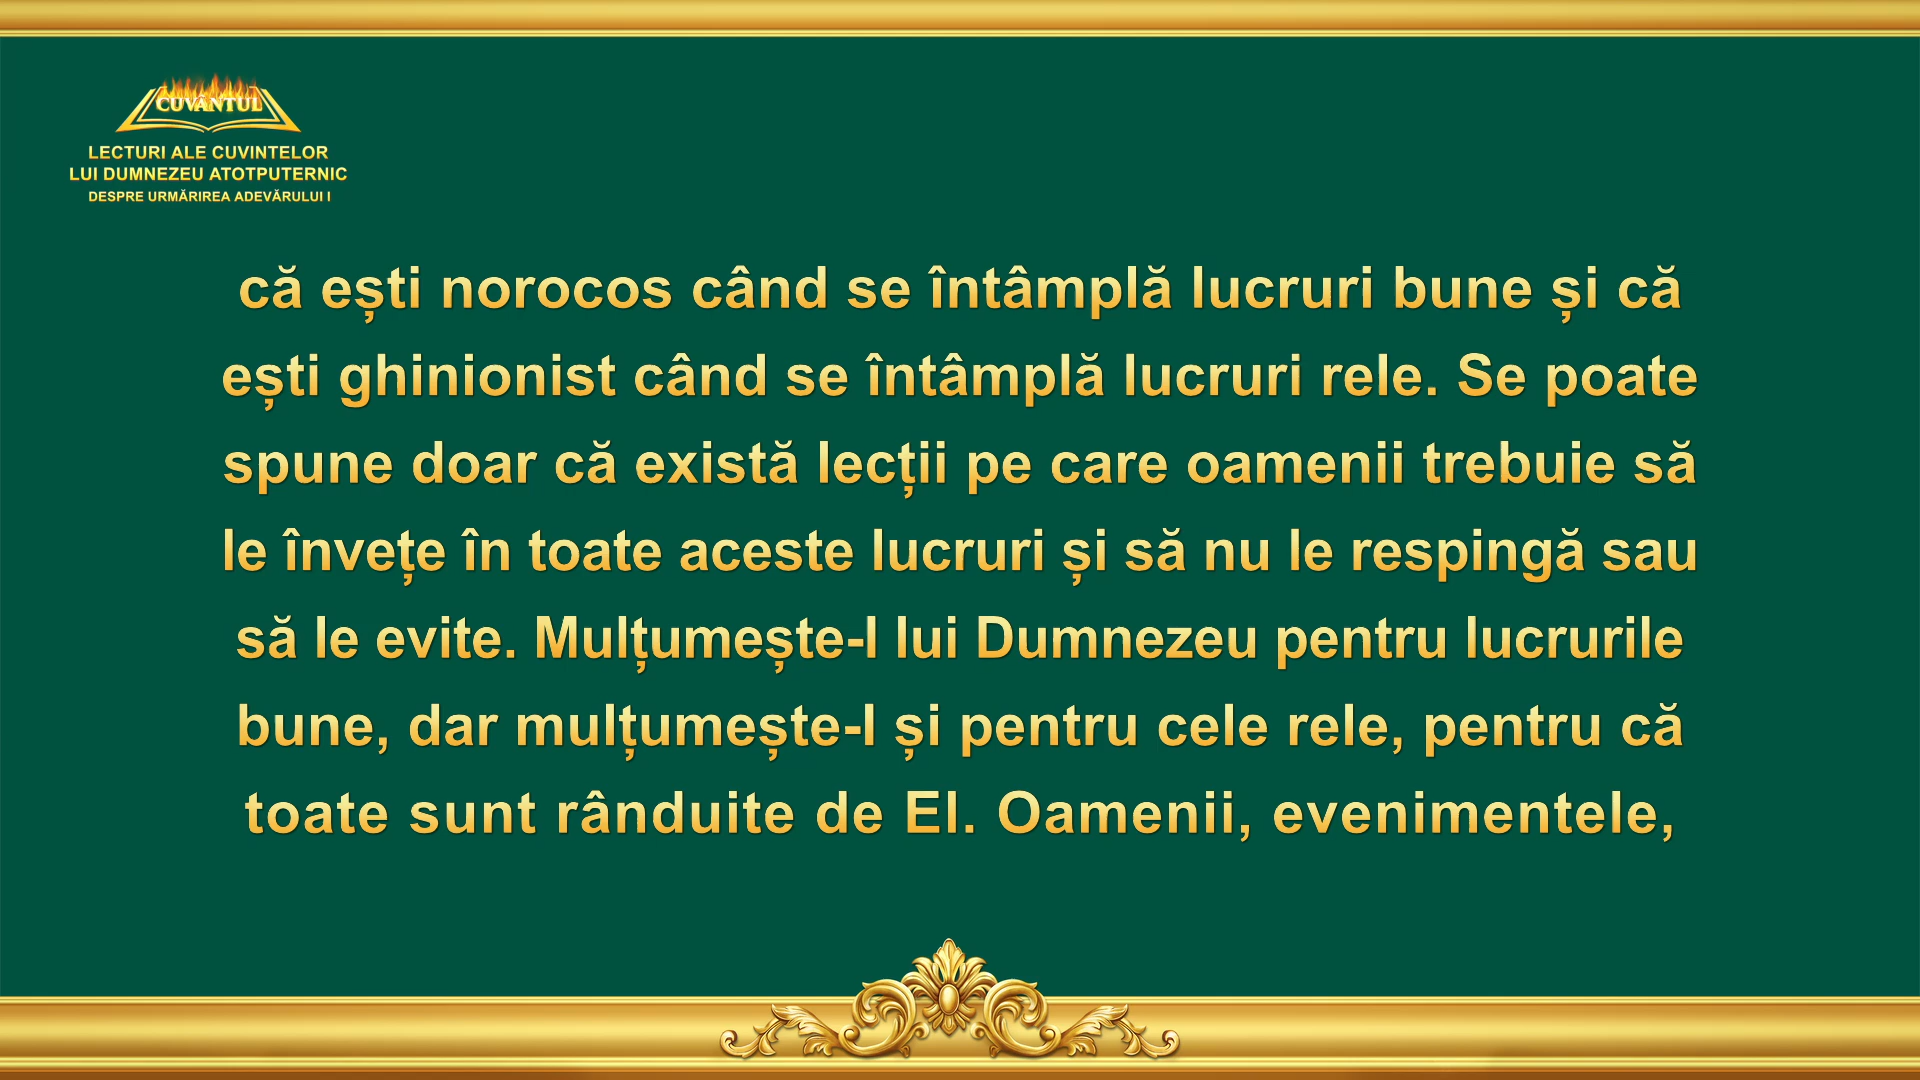 CUVÂNTUL
LECTURI ALE CUVINTELOR
LUI DUMNEZEU ATOTPUTERNIC
DESPRE URMĂRIREA ADEVĂRULUI I
că ești norocos când se întâmplă lucruri bune și că
ești ghinionist când se întâmplă lucruri rele. Se poate
spune doar că există lecții pe care oamenii trebuie să
le învețe în toate aceste lucruri și să nu le respingă sau
să le evite. Mulțumește-I lui Dumnezeu pentru lucrurile
bune, dar mulțumește-I și pentru cele rele, pentru că
toate sunt rânduite de El. Oamenii, evenimentele,